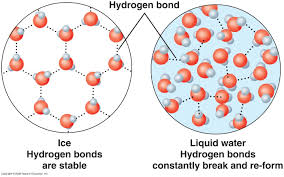 Hydrogen bond
Ice
Hydrogen bonds
are stable
Liquid water
Hydrogen bonds
constantly break and re-form